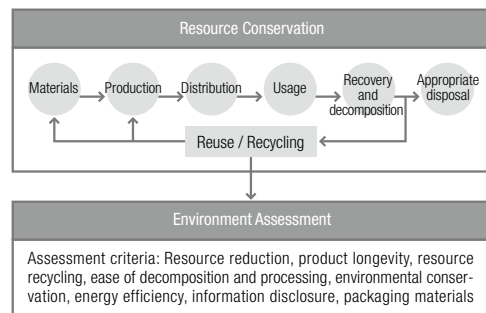 Resource Conservation
Materials
Production
Distribution
Usage
Recovery
and
decomposition
Appropriate
disposal
Reuse / Recycling
Environment Assessment
Assessment criteria: Resource reduction, product longevity, resource
recycling, ease of decomposition and processing, environmental conser-
vation, energy efficiency, information disclosure, packaging materials